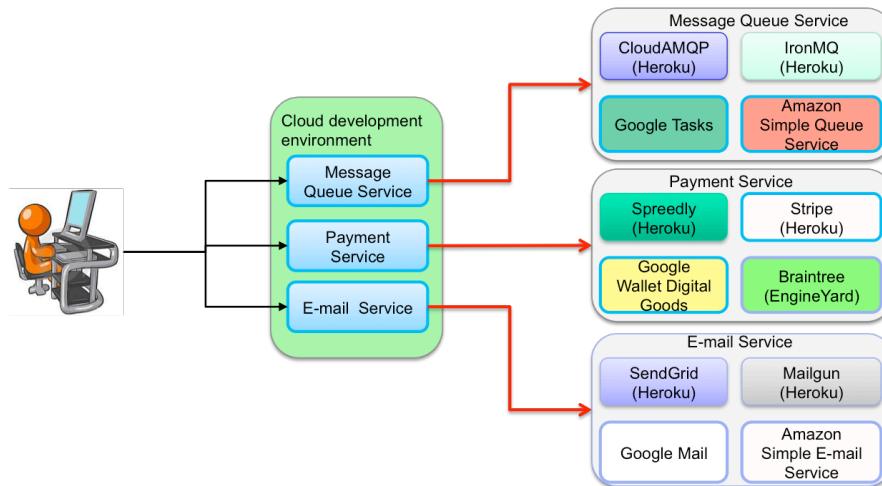 Cloud development
environment
Message
Queue Service
Payment
Service
E-mail  Service
Message Queue Service
CloudAMQP
(Heroku)
IronMQ
(Heroku)
Google Tasks
Amazon
Simple Queue
Service
Payment Service
Spreedly
(Heroku)
Stripe
(Heroku)
Google
Wallet Digital
Goods
Braintree
(EngineYard)
E-mail Service
SendGrid
(Heroku)
Mailgun
(Heroku)
Google Mail
Amazon
Simple E-mail
Service